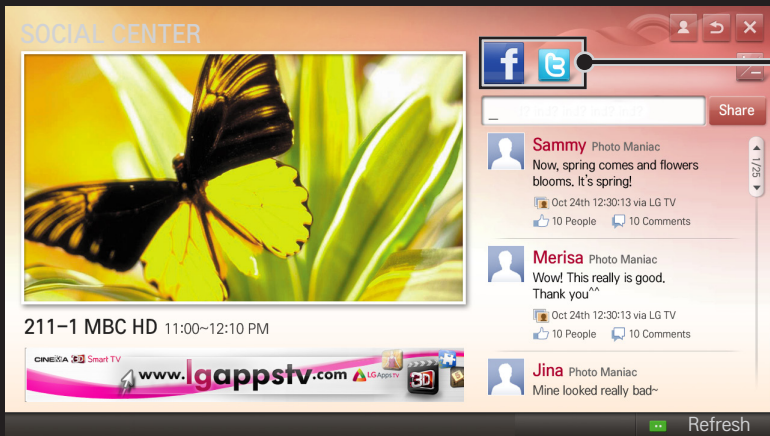 SOCIAL CENTER
f t
Share
Sammy Photo Maniac
Now, spring comes and flowers
blooms. It's spring!
Oct 24th 12:30:13 via LG TV
10 People 10 Comments
1/25
Merisa Photo Maniac
Wow! This really is good.
Thank you^^
Oct 24th 12:30:13 via LG TV
10 People 10 Comments
Jina Photo Maniac
Mine looked really bad~
211-1 MBC HD 11:00~12:10 PM
CINEMA 3D Smart TV
www.lgappstv.com LG Apps TV 3D
Refresh